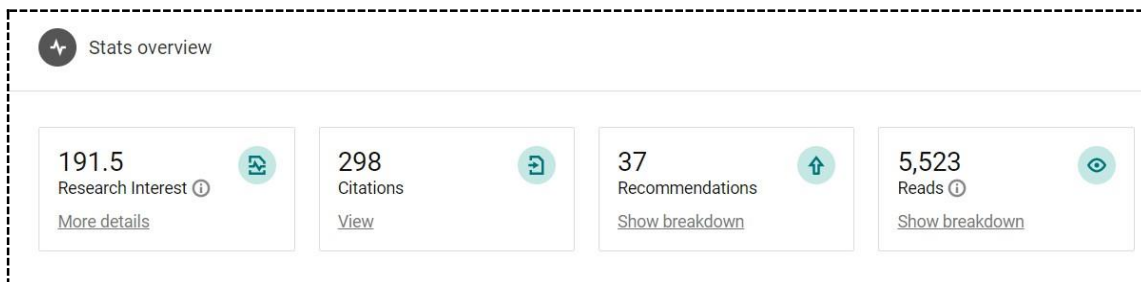 Stats overview
191.5
Research Interest
More details
298
Citations
View
37
Recommendations
Show breakdown
5,523
Reads
Show breakdown